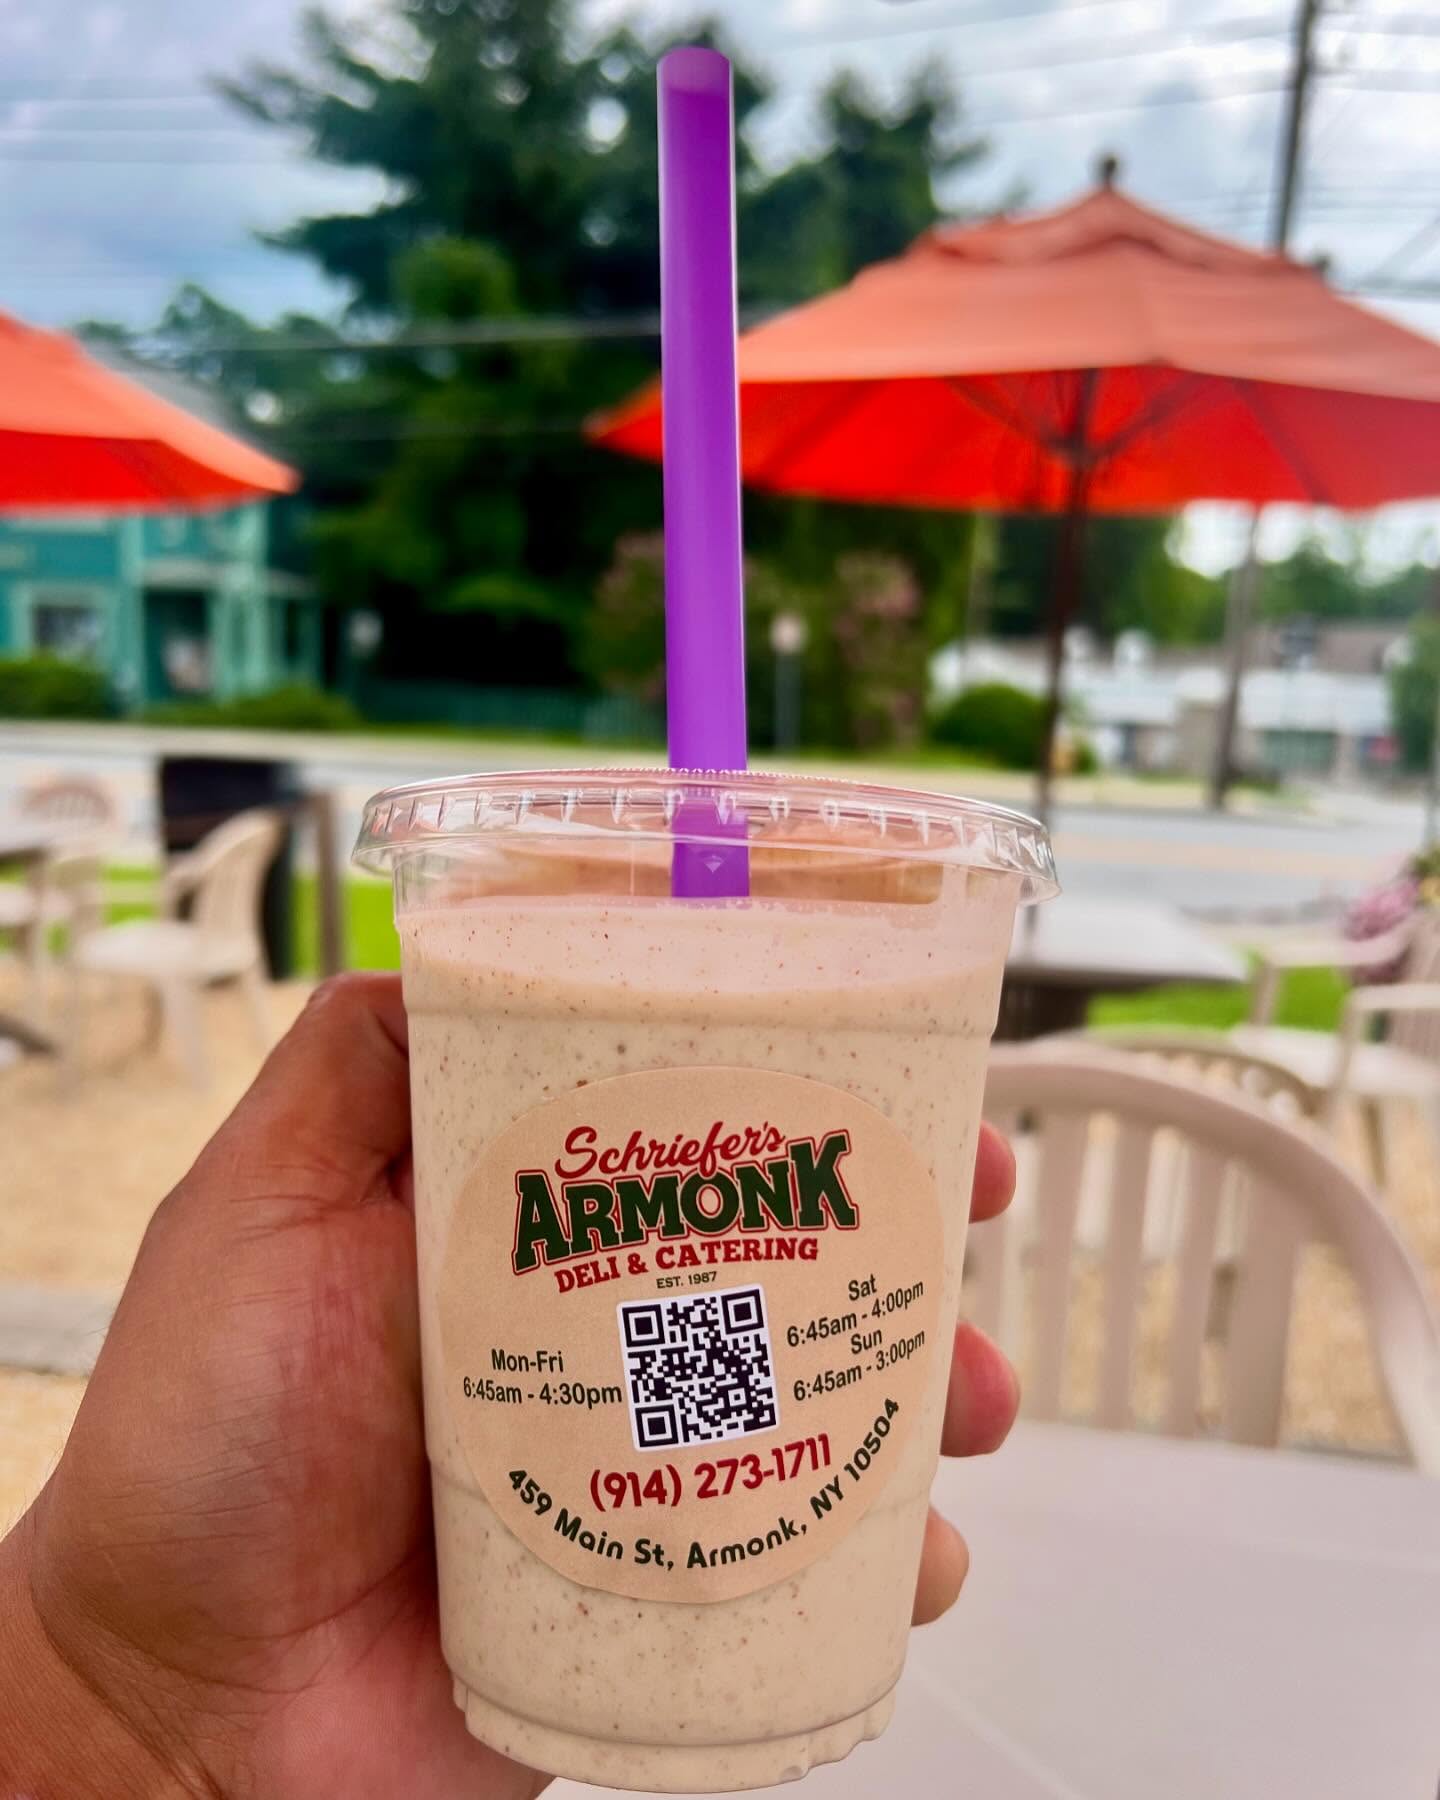 Schriefer's
ARMONK
DELI & CATERING
EST. 1987
Mon-Fri
6:45am - 4:30pm
Sat
6:45am - 4:00pm
Sun
6:45am - 3:00pm
(914) 273-1711
459 Main St, Armonk, NY 10504